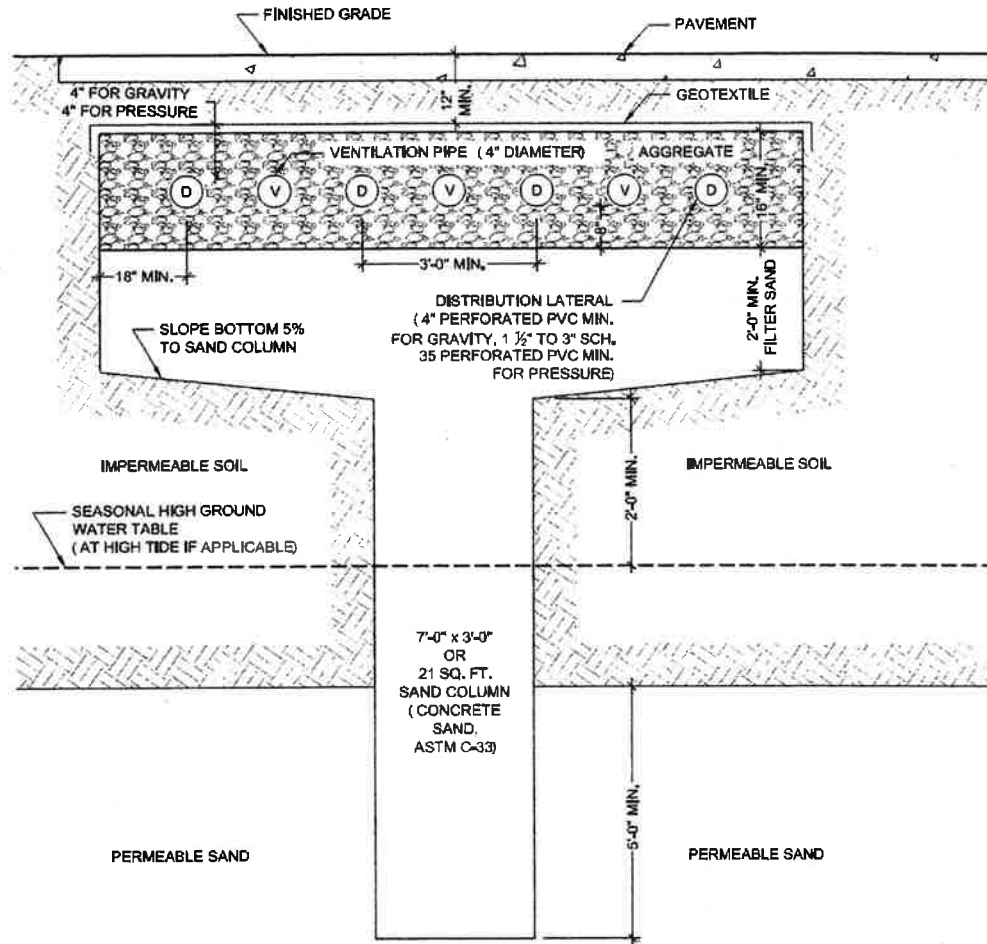 FINISHED GRADE
PAVEMENT
4" FOR GRAVITY
4" FOR PRESSURE
12"
MIN.
GEOTEXTILE
VENTILATION PIPE ( 4" DIAMETER)
AGGREGATE
D
V
D
V
D
V
D
16" MIN.
8"
18" MIN.
3'-0" MIN.
DISTRIBUTION LATERAL
( 4" PERFORATED PVC MIN.
FOR GRAVITY, 1 ½" TO 3" SCH.
35 PERFORATED PVC MIN.
FOR PRESSURE)
2'-0" MIN.
FILTER SAND
SLOPE BOTTOM 5%
TO SAND COLUMN
IMPERMEABLE SOIL
IMPERMEABLE SOIL
2'-0" MIN.
SEASONAL HIGH GROUND
WATER TABLE
( AT HIGH TIDE IF APPLICABLE)
7'-0" x 3'-0"
OR
21 SQ. FT.
SAND COLUMN
( CONCRETE
SAND,
ASTM C-33)
5'-0" MIN.
PERMEABLE SAND
PERMEABLE SAND